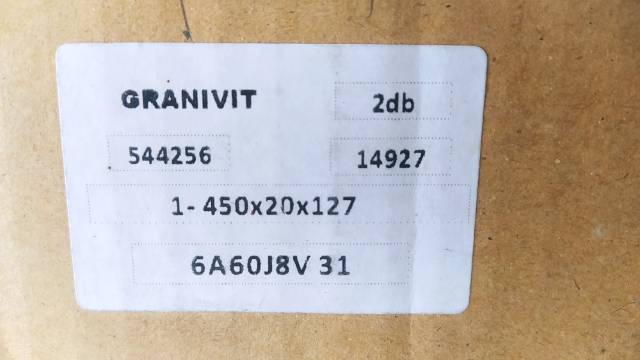 GRANIVIT 2db
544256 14927
1- 450x20x127
6A60J8V 31